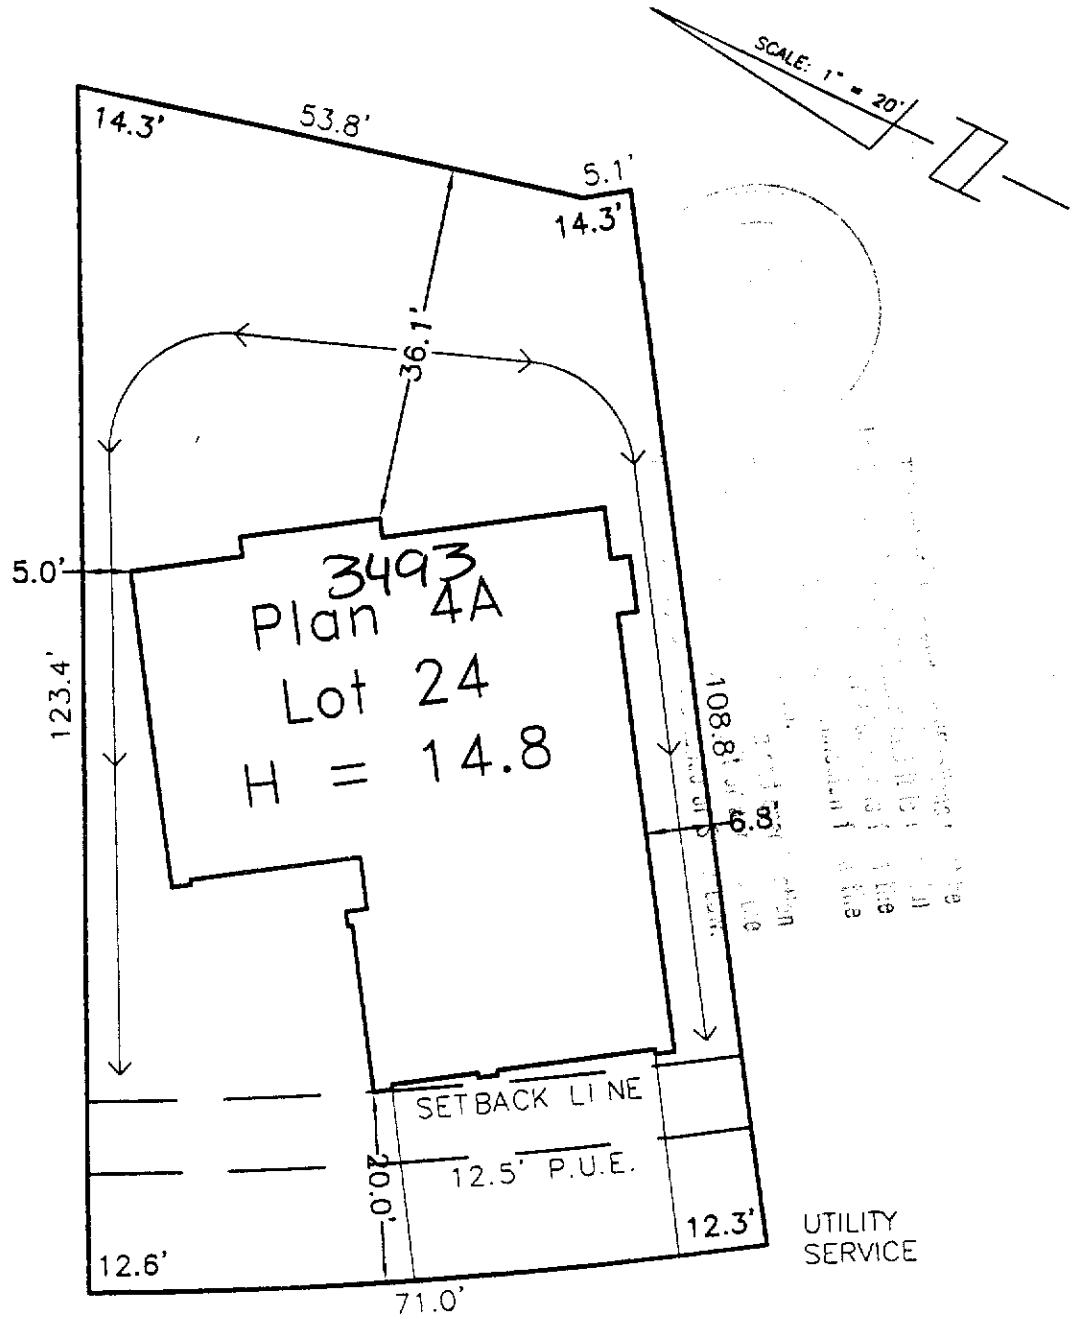 SCALE: 1" = 20'
14.3'
53.8'
5.1'
14.3'
36.1'
5.0'
3493
Plan 4A
Lot 24
H = 14.8
123.4'
108.8'
6.8'
SETBACK LINE
12.5' P.U.E.
20.0'
12.6'
12.3'
UTILITY
SERVICE
71.0'